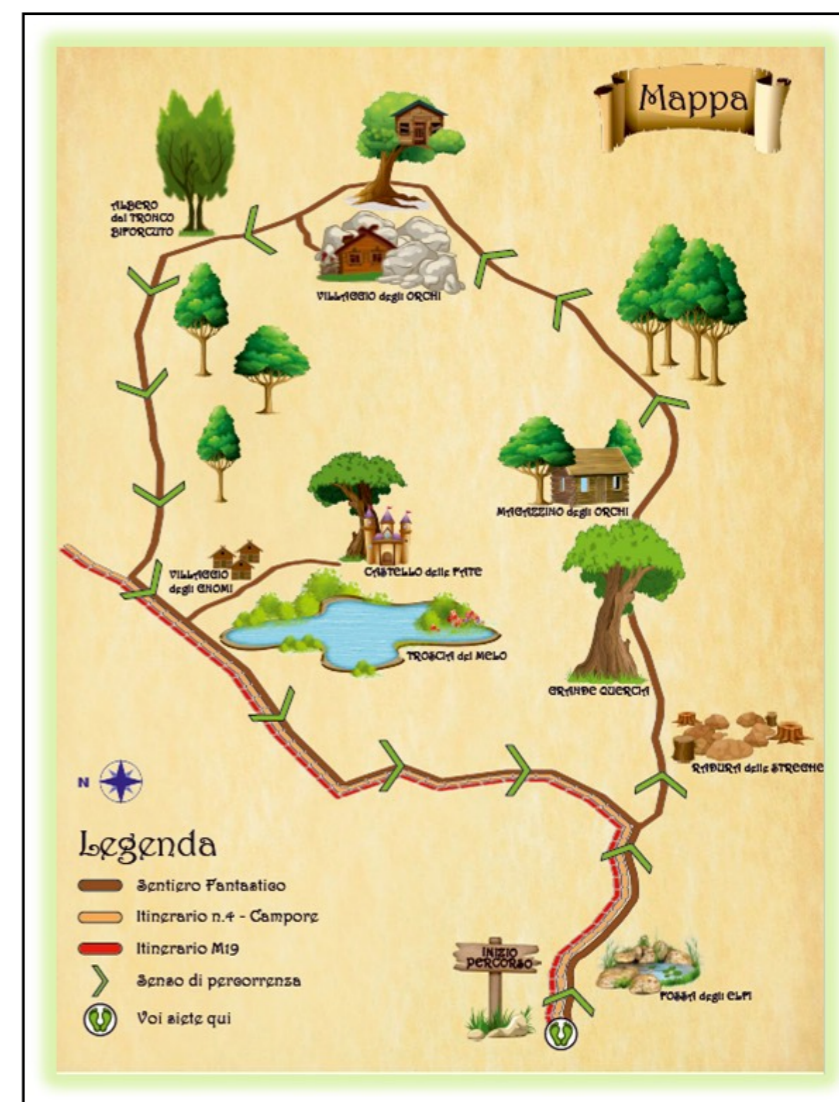 Mappa
ALBERO
dal TRONCO
BIFORCUTO
VILLAGGIO degli ORCHI
MAGAZZINO degli ORCHI
VILLAGGIO
degli GNOMI
CASTELLO delle FATE
TROSCIA del MELO
GRANDE QUERCIA
RADURA delle STREGHE
N
Legenda
Sentiero Fantastico
Itinerario n.4 - Campore
Itinerario M19
Senso di percorrenza
Voi siete qui
INIZIO
PERCORSO
FOSSA degli ELFI